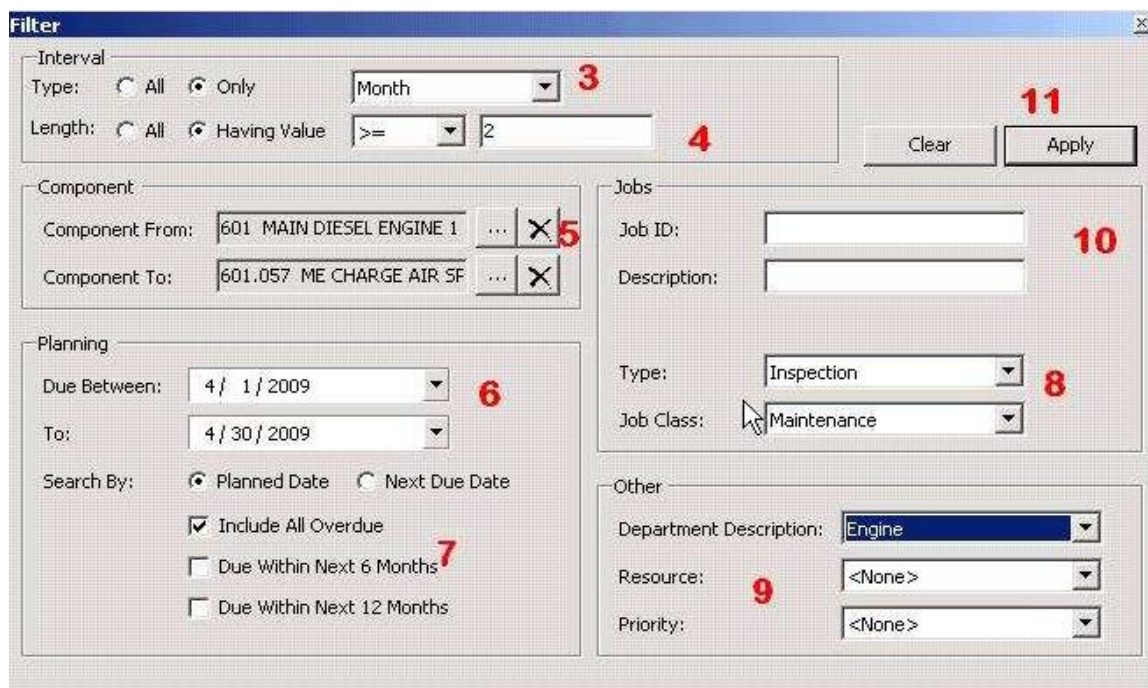 Filter
Interval
Type: All Only Month 3
Length: All Having Value >= 2 4
11
Clear Apply
Component
Component From: 601 MAIN DIESEL ENGINE 1 ... 5
Component To: 601.057 ME CHARGE AIR SF ...
Jobs
Job ID: 10
Description:
Type: Inspection 8
Job Class: Maintenance
Planning
Due Between: 4/ 1/2009 6
To: 4/30/2009
Search By: Planned Date Next Due Date
Include All Overdue
Due Within Next 6 Months 7
Due Within Next 12 Months
Other
Department Description: Engine
Resource: <None> 9
Priority: <None>